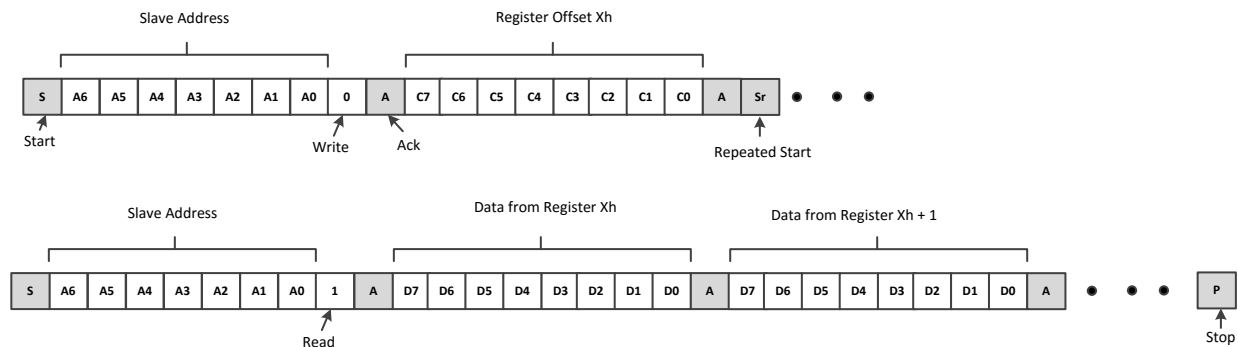 Slave Address Register Offset Xh
S A6 A5 A4 A3 A2 A1 A0 0 A C7 C6 C5 C4 C3 C2 C1 C0 A Sr
Start Write Ack Repeated Start
Slave Address Data from Register Xh Data from Register Xh + 1
S A6 A5 A4 A3 A2 A1 A0 1 A D7 D6 D5 D4 D3 D2 D1 D0 A D7 D6 D5 D4 D3 D2 D1 D0 A P
Read Stop